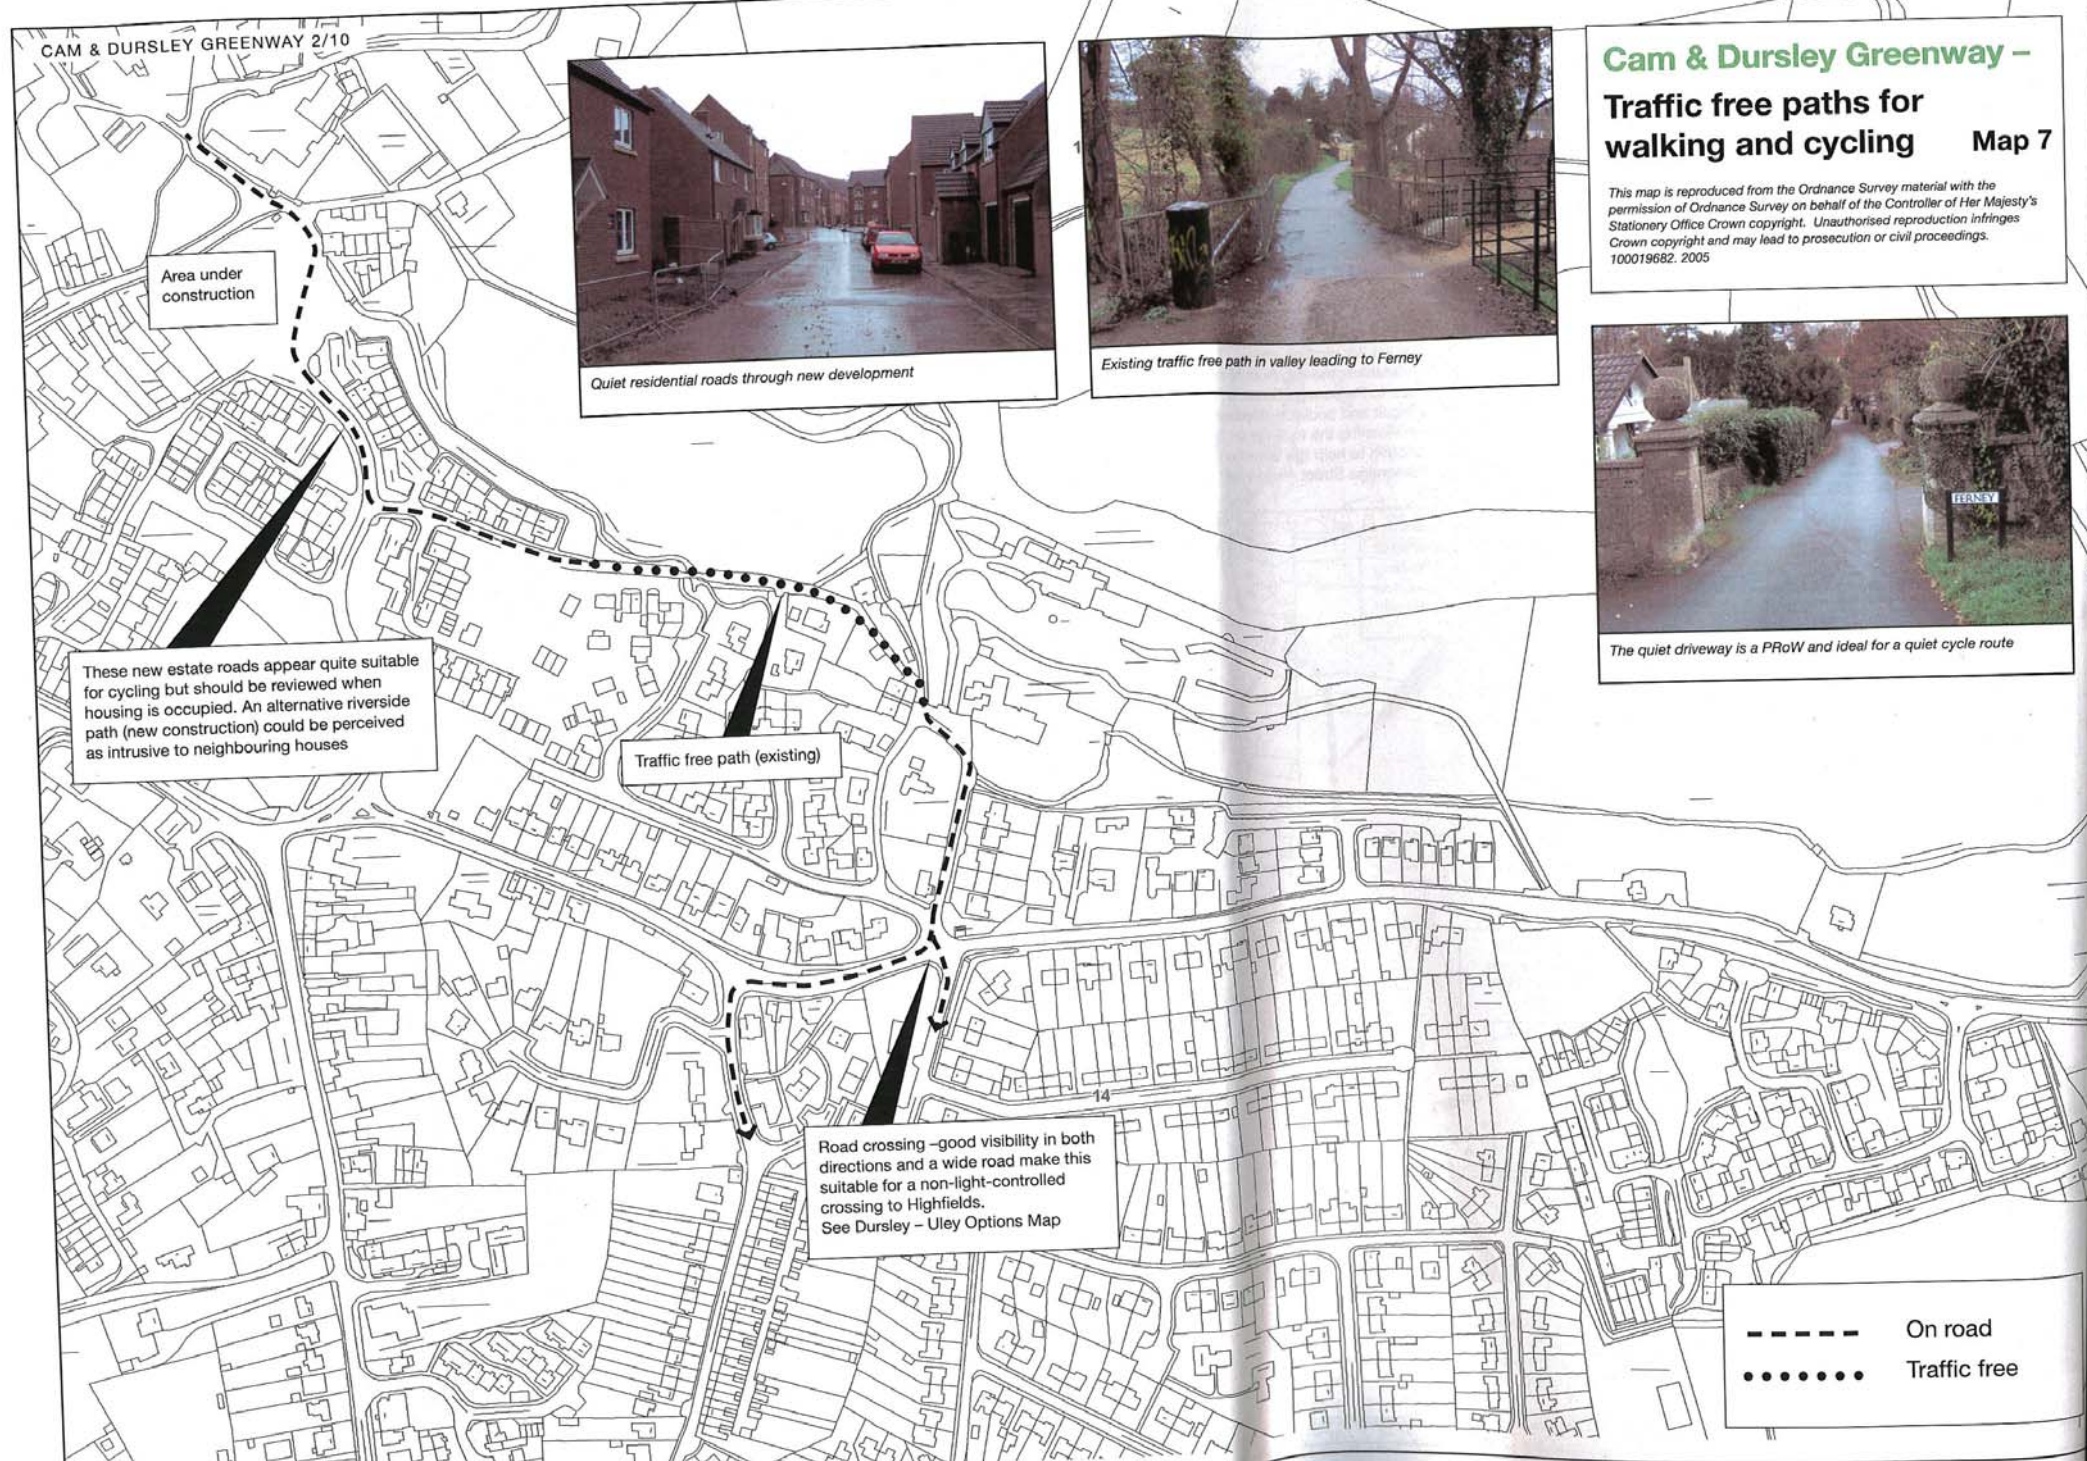 CAM & DURSLEY GREENWAY 2/10
Cam & Dursley Greenway –
Traffic free paths for
walking and cycling
Map 7
This map is reproduced from the Ordnance Survey material with the
permission of Ordnance Survey on behalf of the Controller of Her Majesty's
Stationery Office Crown copyright. Unauthorised reproduction infringes
Crown copyright and may lead to prosecution or civil proceedings.
100019682. 2005
Area under
construction
Quiet residential roads through new development
1
Existing traffic free path in valley leading to Ferney
FERNEY
The quiet driveway is a PRoW and ideal for a quiet cycle route
These new estate roads appear quite suitable
for cycling but should be reviewed when
housing is occupied. An alternative riverside
path (new construction) could be perceived
as intrusive to neighbouring houses
Traffic free path (existing)
14
Road crossing –good visibility in both
directions and a wide road make this
suitable for a non-light-controlled
crossing to Highfields.
See Dursley – Uley Options Map
On road
Traffic free